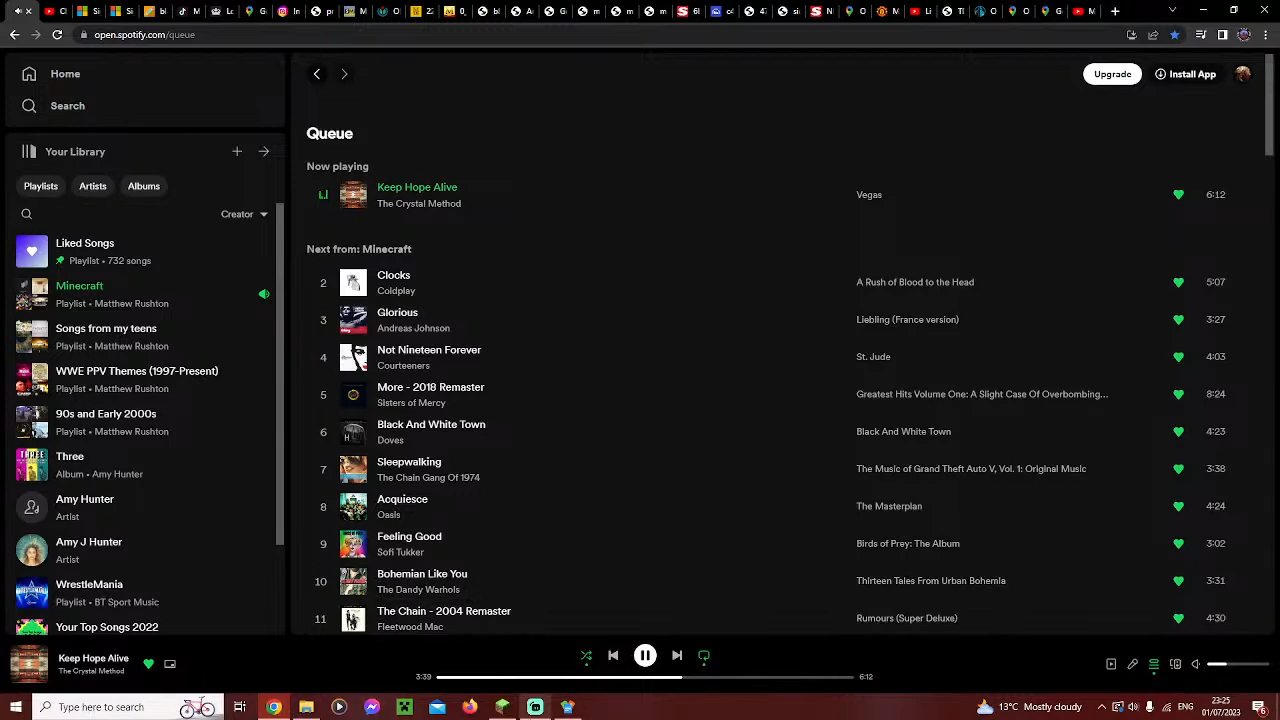 open.spotify.com/queue
Home
Search
Your Library
Playlists
Artists
Albums
Creator
Liked Songs
Playlist • 732 songs
Minecraft
Playlist • Matthew Rushton
Songs from my teens
Playlist • Matthew Rushton
WWE PPV Themes (1997-Present)
Playlist • Matthew Rushton
90s and Early 2000s
Playlist • Matthew Rushton
Three
Album • Amy Hunter
Amy Hunter
Artist
Amy J Hunter
Artist
WrestleMania
Playlist • BT Sport Music
Your Top Songs 2022
Upgrade
Install App
Queue
Now playing
Keep Hope Alive
The Crystal Method
Vegas
6:12
Next from: Minecraft
2 Clocks A Rush of Blood to the Head 5:07
Coldplay
3 Glorious Liebling (France version) 3:27
Andreas Johnson
4 Not Nineteen Forever St. Jude 4:03
Courteeners
5 More - 2018 Remaster Greatest Hits Volume One: A Slight Case Of Overbombing... 8:24
Sisters of Mercy
6 Black And White Town Black And White Town 4:23
Doves
7 Sleepwalking The Music of Grand Theft Auto V, Vol. 1: Original Music 3:38
The Chain Gang Of 1974
8 Acquiesce The Masterplan 4:24
Oasis
9 Feeling Good Birds of Prey: The Album 3:02
Sofi Tukker
10 Bohemian Like You Thirteen Tales From Urban Bohemia 3:31
The Dandy Warhols
11 The Chain - 2004 Remaster Rumours (Super Deluxe) 4:30
Fleetwood Mac
Keep Hope Alive
The Crystal Method
3:39
6:12
Type here to search
13°C Mostly cloudy
ENG
23:25
01/07/2023